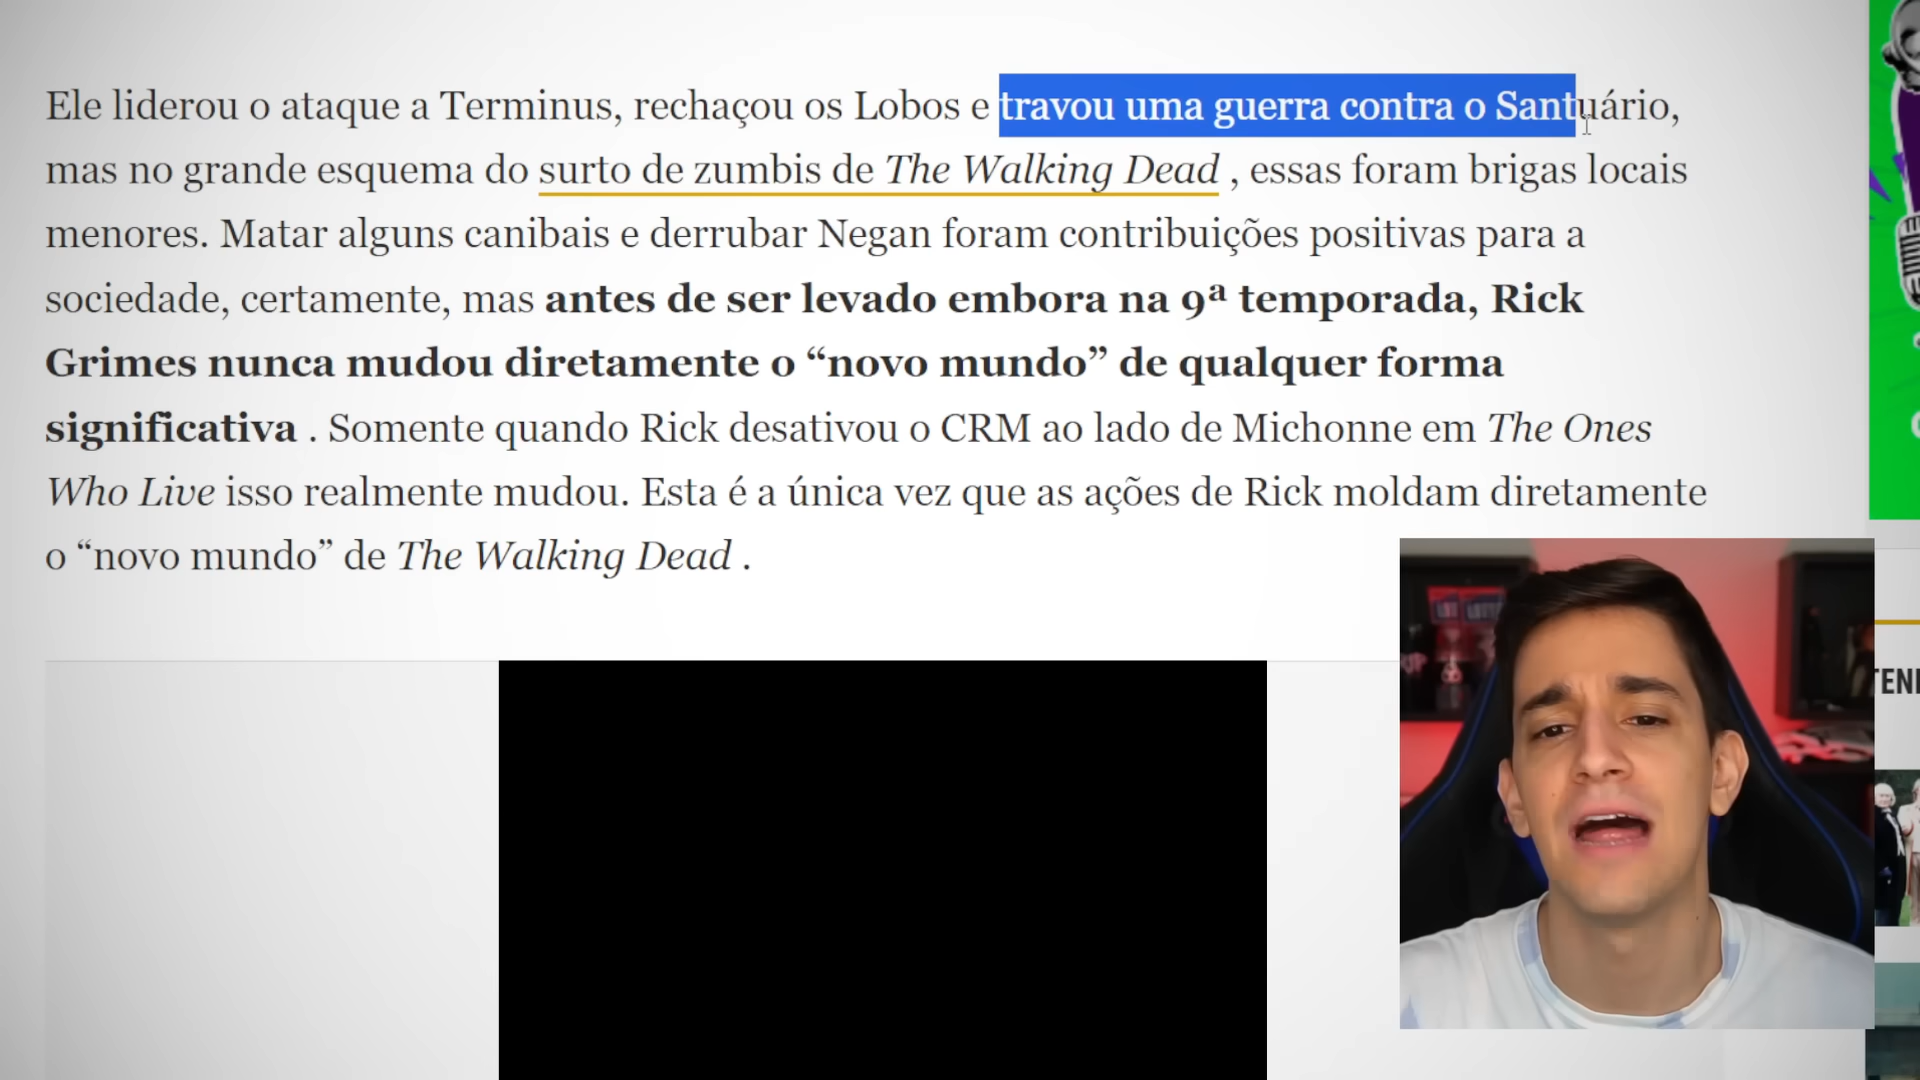 Ele liderou o ataque a Terminus, rechaçou os Lobos e travou uma guerra contra o Santuário,
mas no grande esquema do surto de zumbis de The Walking Dead , essas foram brigas locais
menores. Matar alguns canibais e derrubar Negan foram contribuições positivas para a
sociedade, certamente, mas antes de ser levado embora na 9ª temporada, Rick
Grimes nunca mudou diretamente o “novo mundo” de qualquer forma
significativa . Somente quando Rick desativou o CRM ao lado de Michonne em The Ones
Who Live isso realmente mudou. Esta é a única vez que as ações de Rick moldam diretamente
o “novo mundo” de The Walking Dead .